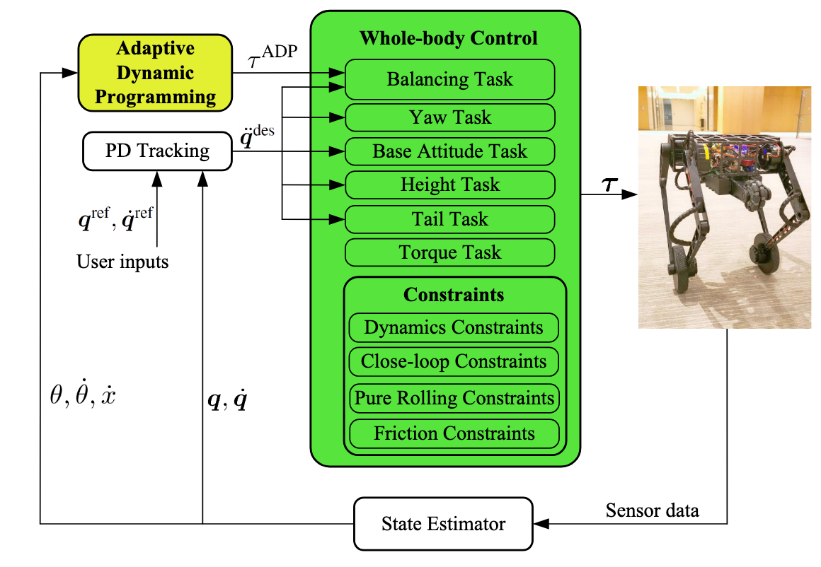 Adaptive
Dynamic
Programming
τ^ADP
Whole-body Control
Balancing Task
Yaw Task
PD Tracking
q̈^des
Base Attitude Task
Height Task
Tail Task
Torque Task
τ
q^ref, q̇^ref
User inputs
Constraints
Dynamics Constraints
Close-loop Constraints
Pure Rolling Constraints
Friction Constraints
θ, θ̇, ẋ
q, q̇
State Estimator
Sensor data